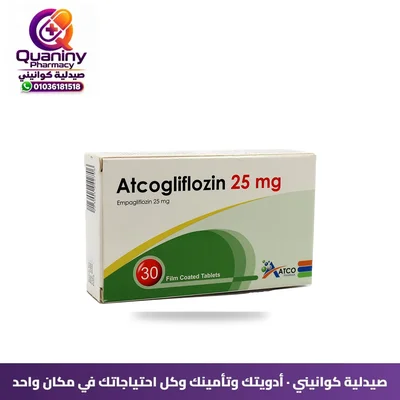 Quaniny
Pharmacy
صيدلية كوانيني
01036181518
Atcogliflozin 25 mg
Empagliflozin 25 mg
30
Film Coated Tablets
ATCO
صيدلية كوانيني - أدويتك وتأمينك وكل احتياجاتك في مكان واحد